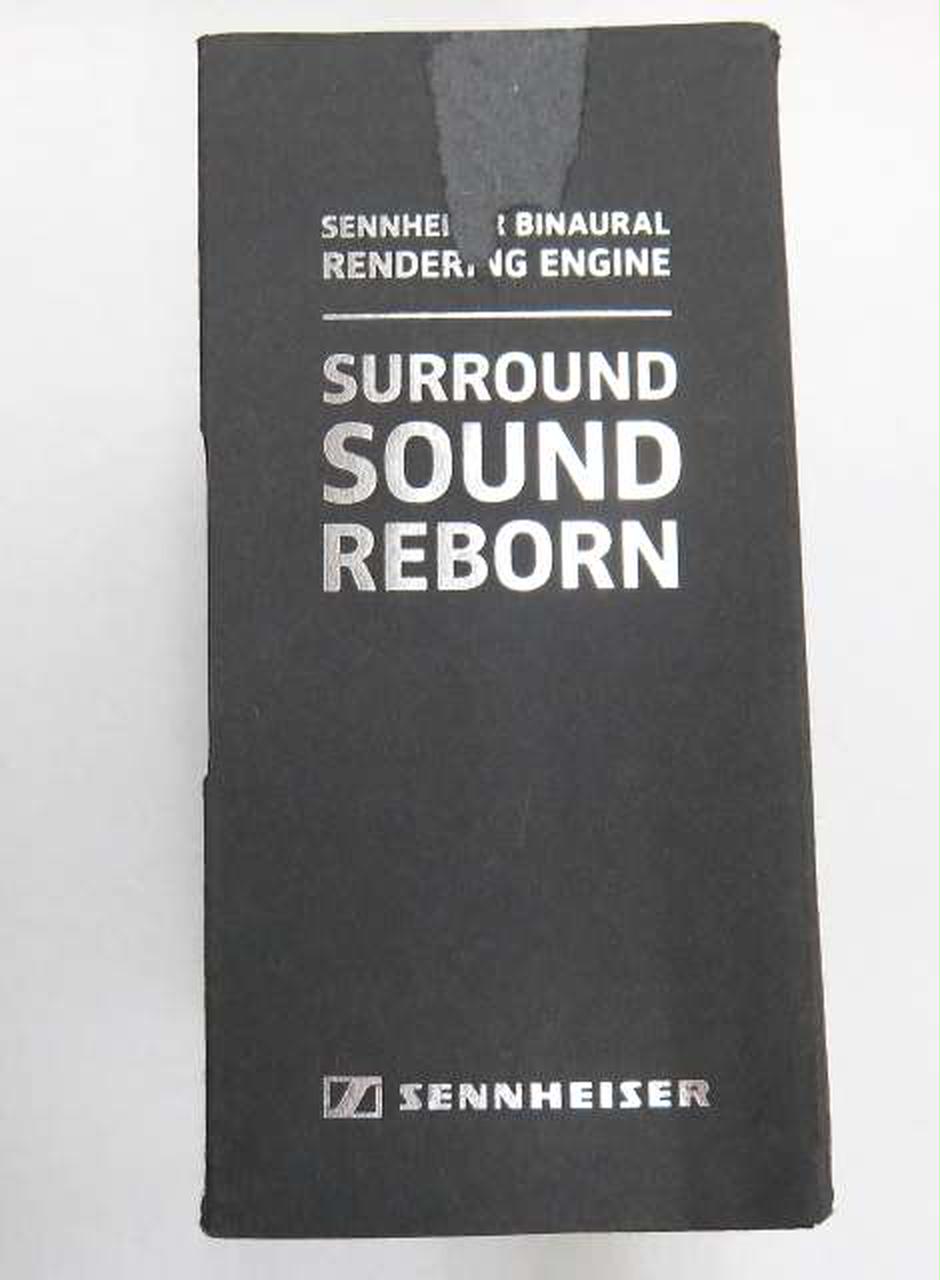 BINAURAL
ENGINE
SURROUND
SOUND
REBORN
SENNHEISER